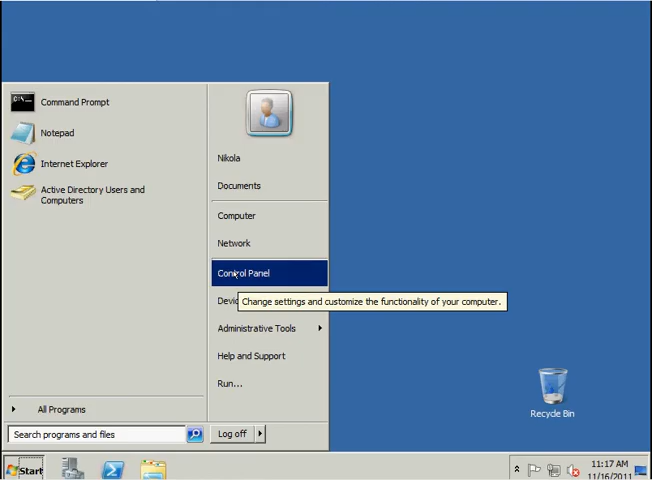 Command Prompt
Notepad
Internet Explorer
Active Directory Users and
Computers
All Programs
Search programs and files
Nikola
Documents
Computer
Network
Control Panel
Devic
Change settings and customize the functionality of your computer.
Administrative Tools
Help and Support
Run...
Log off
Recycle Bin
Start
11:17 AM
11/16/2011